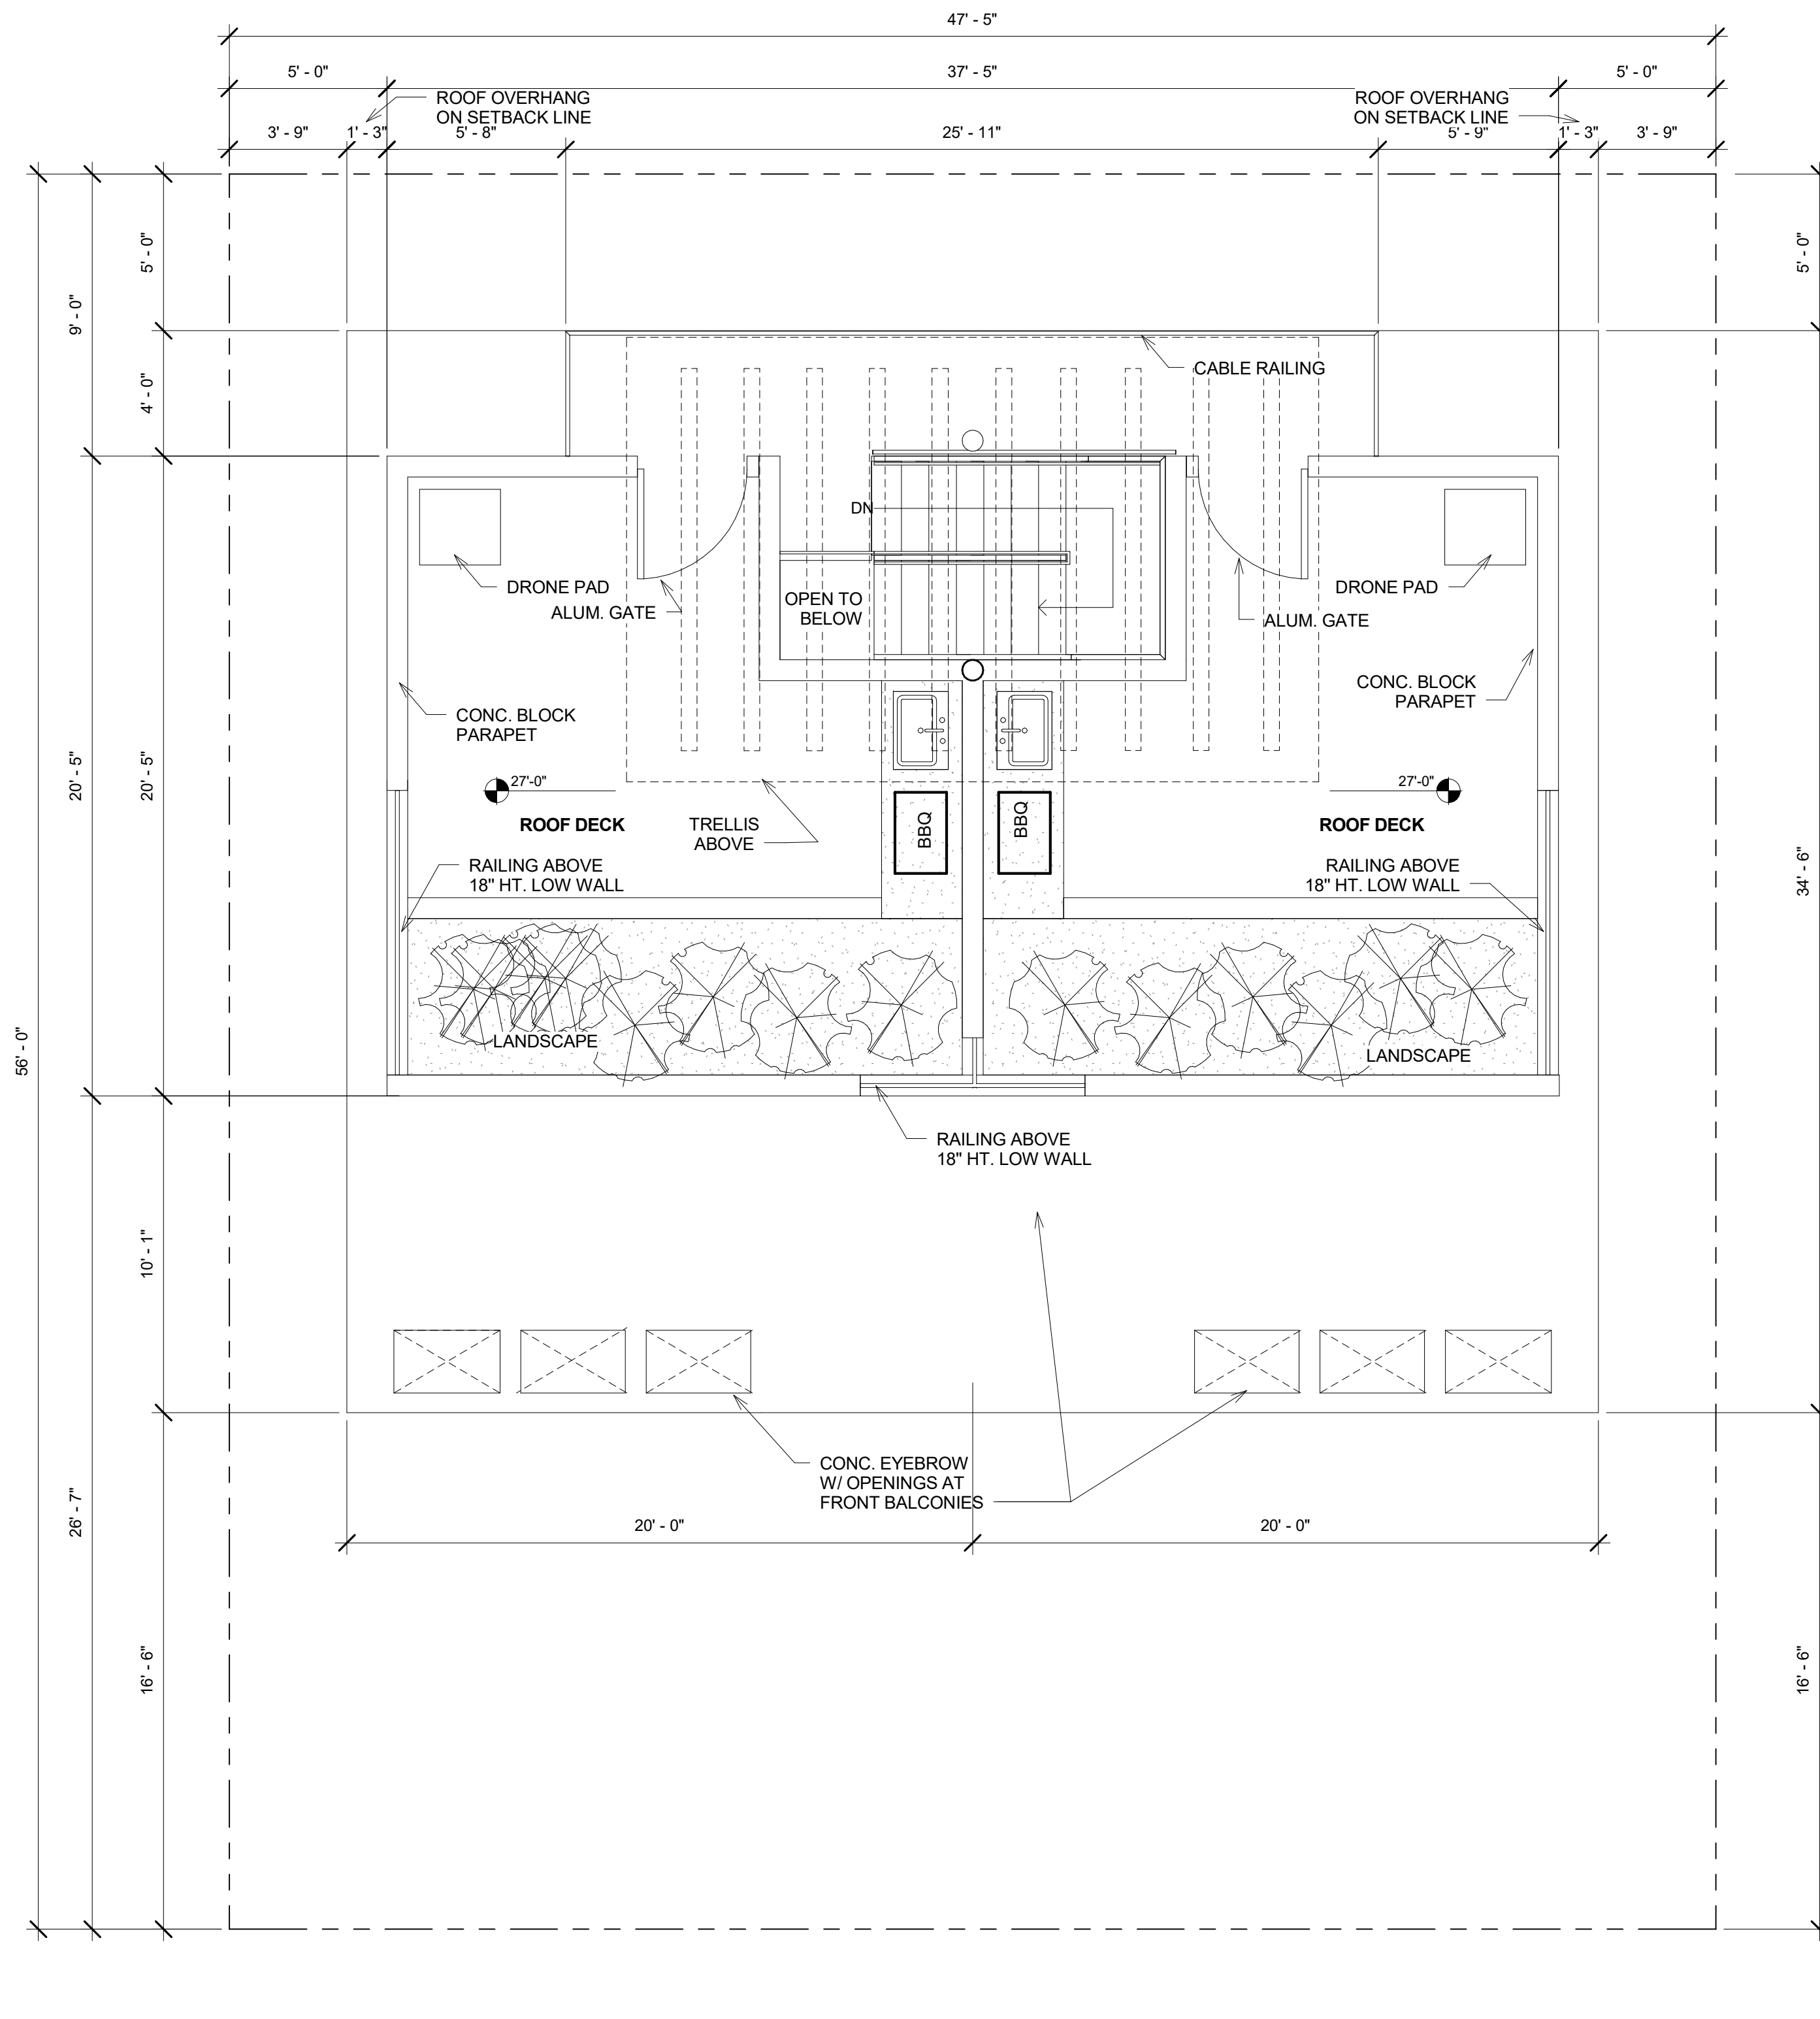 47' - 5"
5' - 0"
37' - 5"
5' - 0"
ROOF OVERHANG
ON SETBACK LINE
ROOF OVERHANG
ON SETBACK LINE
3' - 9"
1' - 3"
5' - 8"
25' - 11"
5' - 9"
1' - 3"
3' - 9"
5' - 0"
5' - 0"
9' - 0"
4' - 0"
CABLE RAILING
DN
DRONE PAD
ALUM. GATE
OPEN TO
BELOW
DRONE PAD
ALUM. GATE
CONC. BLOCK
PARAPET
CONC. BLOCK
PARAPET
20' - 5"
20' - 5"
27'-0"
27'-0"
ROOF DECK
TRELLIS
ABOVE
BBQ
BBQ
ROOF DECK
RAILING ABOVE
18" HT. LOW WALL
RAILING ABOVE
18" HT. LOW WALL
34' - 6"
56' - 0"
LANDSCAPE
LANDSCAPE
RAILING ABOVE
18" HT. LOW WALL
10' - 1"
CONC. EYEBROW
W/ OPENINGS AT
FRONT BALCONIES
26' - 7"
20' - 0"
20' - 0"
16' - 6"
16' - 6"